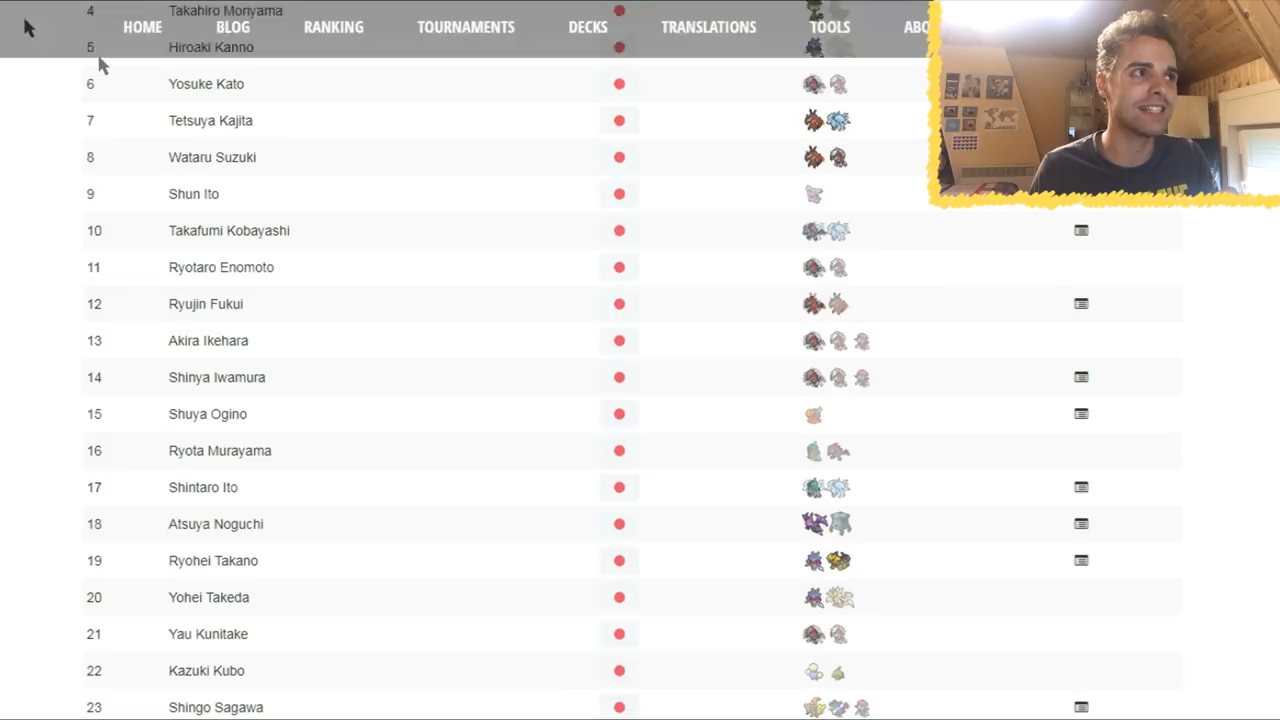 4 Takahiro Moriyama
HOME BLOG RANKING TOURNAMENTS DECKS TRANSLATIONS TOOLS ABO
5 Hiroaki Kanno
6 Yosuke Kato
7 Tetsuya Kajita
8 Wataru Suzuki
9 Shun Ito
10 Takafumi Kobayashi
11 Ryotaro Enomoto
12 Ryujin Fukui
13 Akira Ikehara
14 Shinya Iwamura
15 Shuya Ogino
16 Ryota Murayama
17 Shintaro Ito
18 Atsuya Noguchi
19 Ryohei Takano
20 Yohei Takeda
21 Yau Kunitake
22 Kazuki Kubo
23 Shingo Sagawa